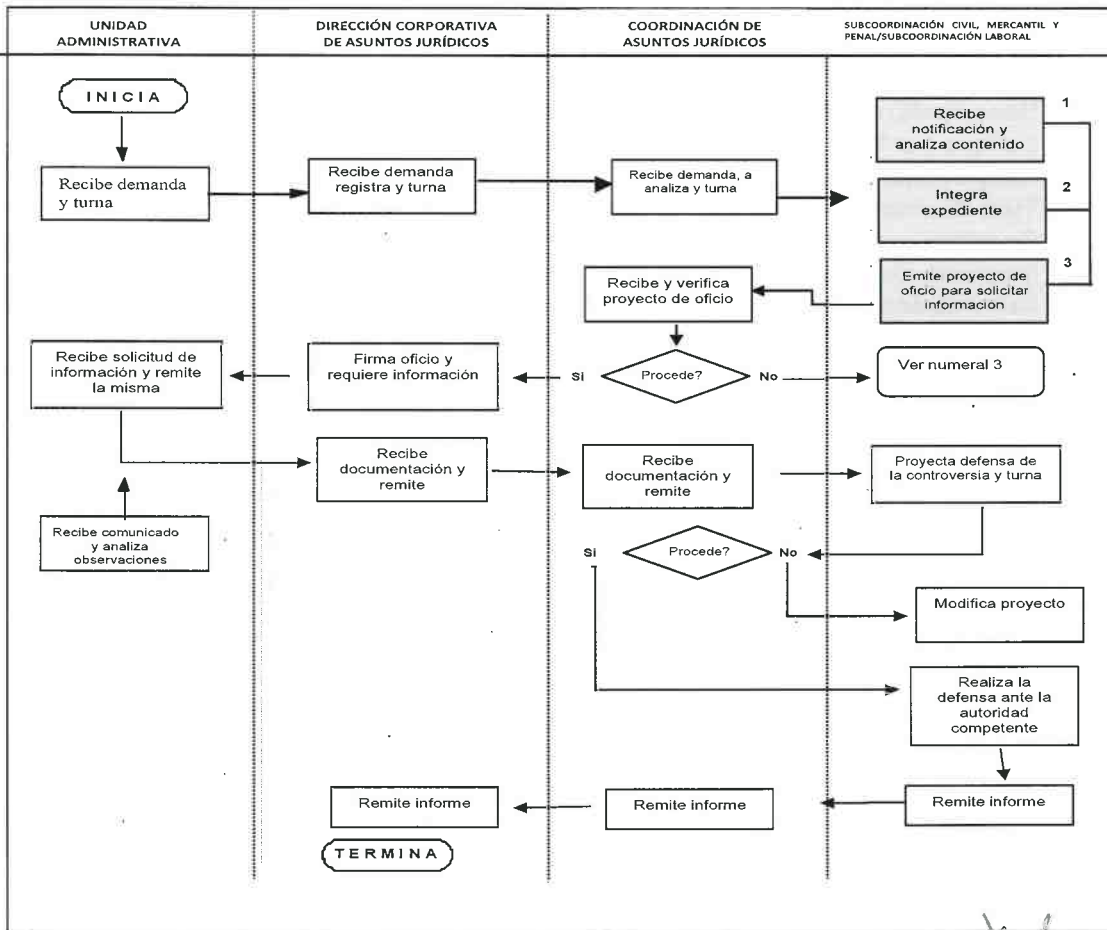 UNIDAD
ADMINISTRATIVA
DIRECCIÓN CORPORATIVA
DE ASUNTOS JURÍDICOS
COORDINACIÓN DE
ASUNTOS JURÍDICOS
SUBCOORDINACIÓN CIVIL, MERCANTIL Y
PENAL/SUBCOORDINACIÓN LABORAL
INICIA
Recibe demanda
y turna
Recibe demanda
registra y turna
Recibe demanda, a
analiza y turna
1
Recibe
notificación y
analiza contenido
2
Integra
expediente
3
Emite proyecto de
oficio para solicitar
información
Recibe y verifica
proyecto de oficio
Procede?
Si
No
Ver numeral 3
Firma oficio y
requiere información
Recibe solicitud de
información y remite
la misma
Recibe
documentación y
remite
Recibe
documentación y
remite
Proyecta defensa de
la controversia y turna
Recibe comunicado
y analiza
observaciones
Si
Procede?
No
Modifica proyecto
Realiza la
defensa ante la
autoridad
competente
Remite informe
Remite informe
Remite informe
TERMINA